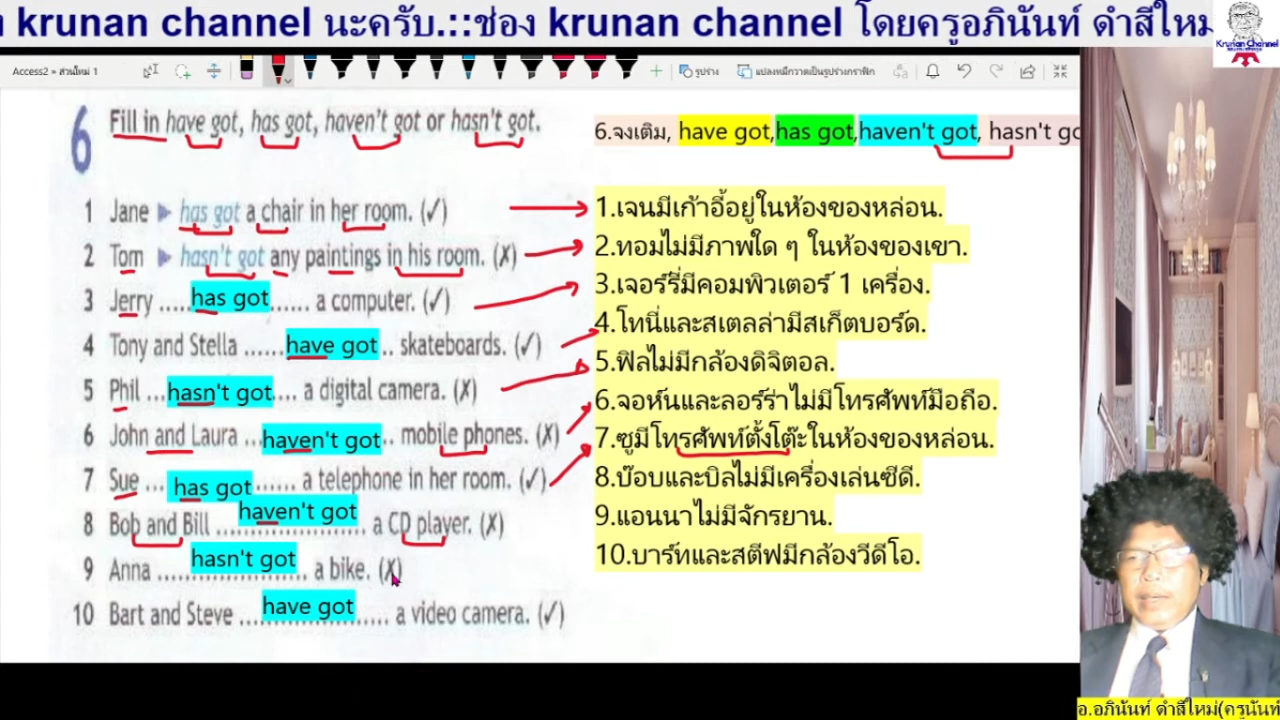 krunan channel นะครับ.::ช่อง krunan channel โดยครูอภินันท์ ดำสีใหม่
Krunan Channel
Access2 » ส่วนใหม่ 1
รูปร่าง
แปลงหมึกวาดเป็นรูปร่างกราฟิก
6 Fill in have got, has got, haven't got or hasn't got.
1 Jane ▶ has got a chair in her room. (✓)
2 Tom ▶ hasn't got any paintings in his room. (✗)
3 Jerry ..... has got ...... a computer. (✓)
4 Tony and Stella ...... have got .. skateboards. (✓)
5 Phil ... hasn't got .... a digital camera. (✗)
6 John and Laura ... haven't got .. mobile phones. (✗)
7 Sue ... has got ...... a telephone in her room. (✓)
8 Bob and Bill ... haven't got ... a CD player. (✗)
9 Anna ... hasn't got ... a bike. (✗)
10 Bart and Steve ... have got ..... a video camera. (✓)
6.จงเติม, have got,has got,haven't got, hasn't go
1.เจนมีเก้าอี้อยู่ในห้องของหล่อน.
2.ทอมไม่มีภาพใด ๆ ในห้องของเขา.
3.เจอร์รี่มีคอมพิวเตอร์ 1 เครื่อง.
4.โทนี่และสเตลล่ามีสเก็ตบอร์ด.
5.ฟิลไม่มีกล้องดิจิตอล.
6.จอห์นและลอร์ร่าไม่มีโทรศัพท์มือถือ.
7.ซูมีโทรศัพท์ตั้งโต๊ะในห้องของหล่อน.
8.บ๊อบและบิลไม่มีเครื่องเล่นซีดี.
9.แอนนาไม่มีจักรยาน.
10.บาร์ทและสตีฟมีกล้องวีดีโอ.
อ.อภินันท์ ดำสีใหม่(ครูนันท์